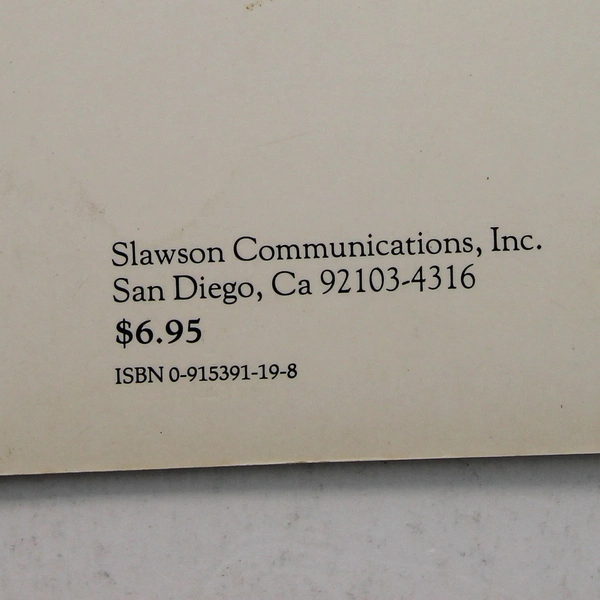 Slawson Communications, Inc.
San Diego, Ca 92103-4316
$6.95
ISBN 0-915391-19-8